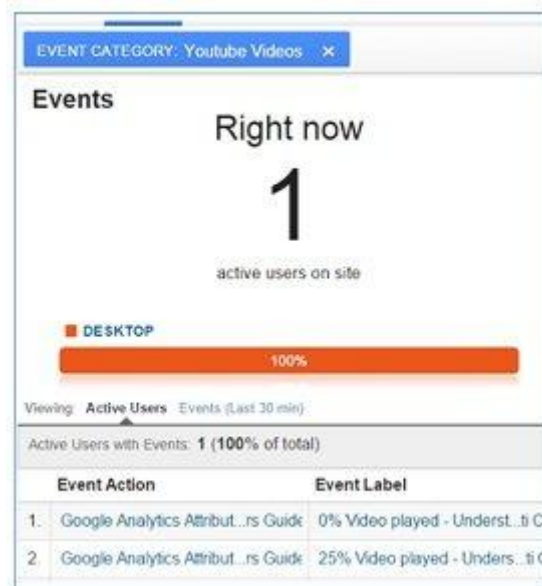 EVENT CATEGORY: Youtube Videos ×
Events
Right now
1
active users on site
DESKTOP
100%
Viewing: Active Users Events (Last 30 min)
Active Users with Events: 1 (100% of total)
Event Action Event Label
1. Google Analytics Attribut...rs Guide 0% Video played - Underst...ti C
2. Google Analytics Attribut...rs Guide 25% Video played - Unders...ti C